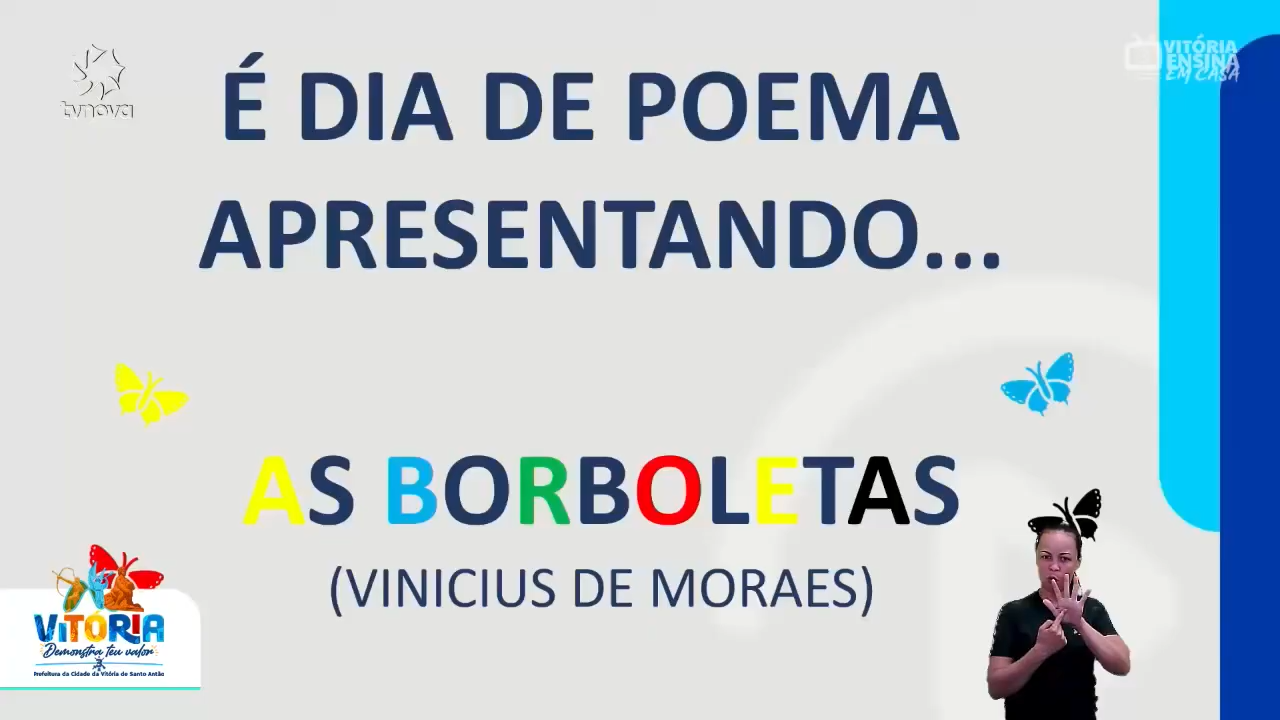 É DIA DE POEMA
APRESENTANDO...
AS BORBOLETAS
(VINICIUS DE MORAES)
tvnova
VITÓRIA
ENSINA
EM CASA
VITÓRIA
Demonstra teu valor
Prefeitura da Cidade da Vitória de Santo Antão